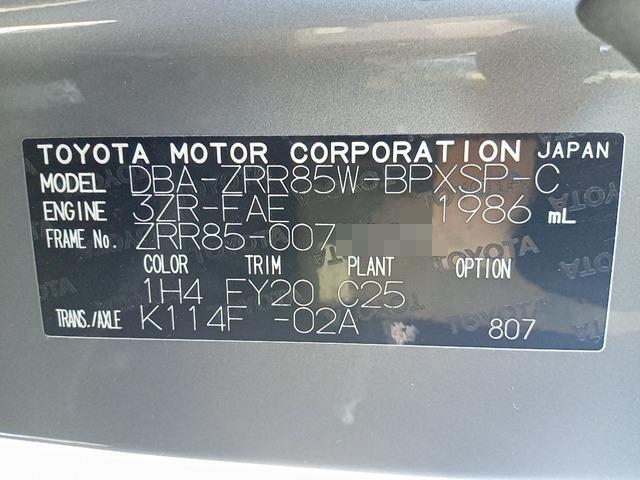 TOYOTA MOTOR CORPORATION JAPAN
MODEL DBA-ZRR85W-BPXSP-C
ENGINE 3ZR-FAE 1986 mL
FRAME No. ZRR85-007
COLOR TRIM PLANT OPTION
1H4 FY20 C25
TRANS./AXLE K114F -02A 807